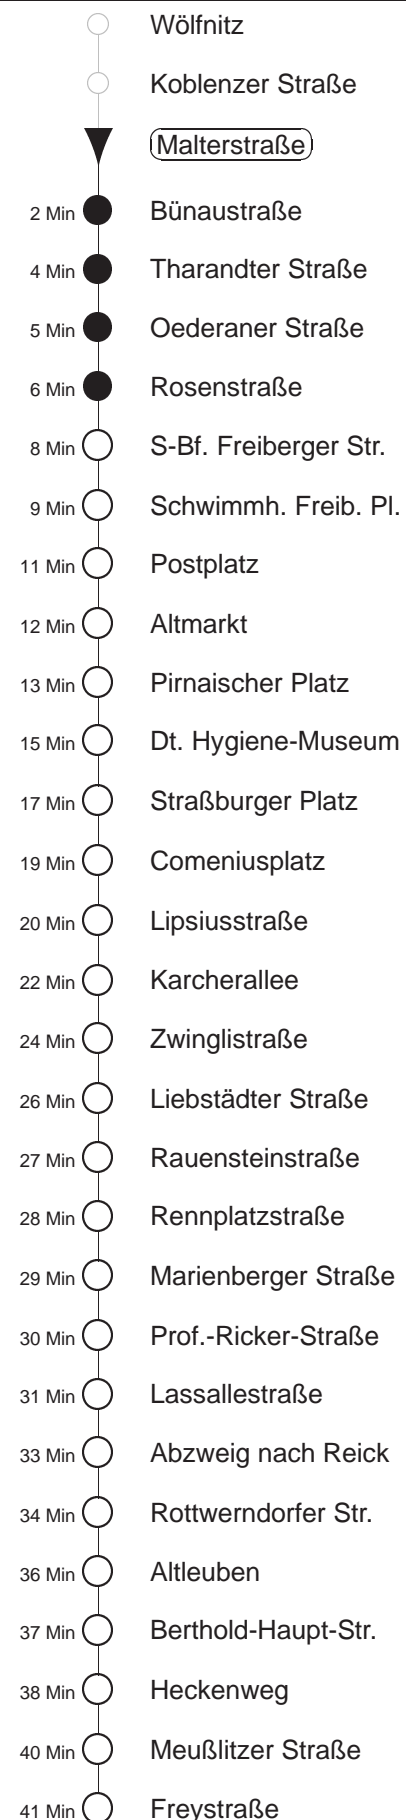 Wölfnitz
Koblenzer Straße
Malterstraße
2 Min Bünaustraße
4 Min Tharandter Straße
5 Min Oederaner Straße
6 Min Rosenstraße
8 Min S-Bf. Freiberger Str.
9 Min Schwimmh. Freib. Pl.
11 Min Postplatz
12 Min Altmarkt
13 Min Pirnaischer Platz
15 Min Dt. Hygiene-Museum
17 Min Straßburger Platz
19 Min Comeniusplatz
20 Min Lipsiusstraße
22 Min Karcherallee
24 Min Zwinglistraße
26 Min Liebstädter Straße
27 Min Rauensteinstraße
28 Min Rennplatzstraße
29 Min Marienberger Straße
30 Min Prof.-Ricker-Straße
31 Min Lassallestraße
33 Min Abzweig nach Reick
34 Min Rottwerndorfer Str.
36 Min Altleuben
37 Min Berthold-Haupt-Str.
38 Min Heckenweg
40 Min Meußlitzer Straße
41 Min Freystraße